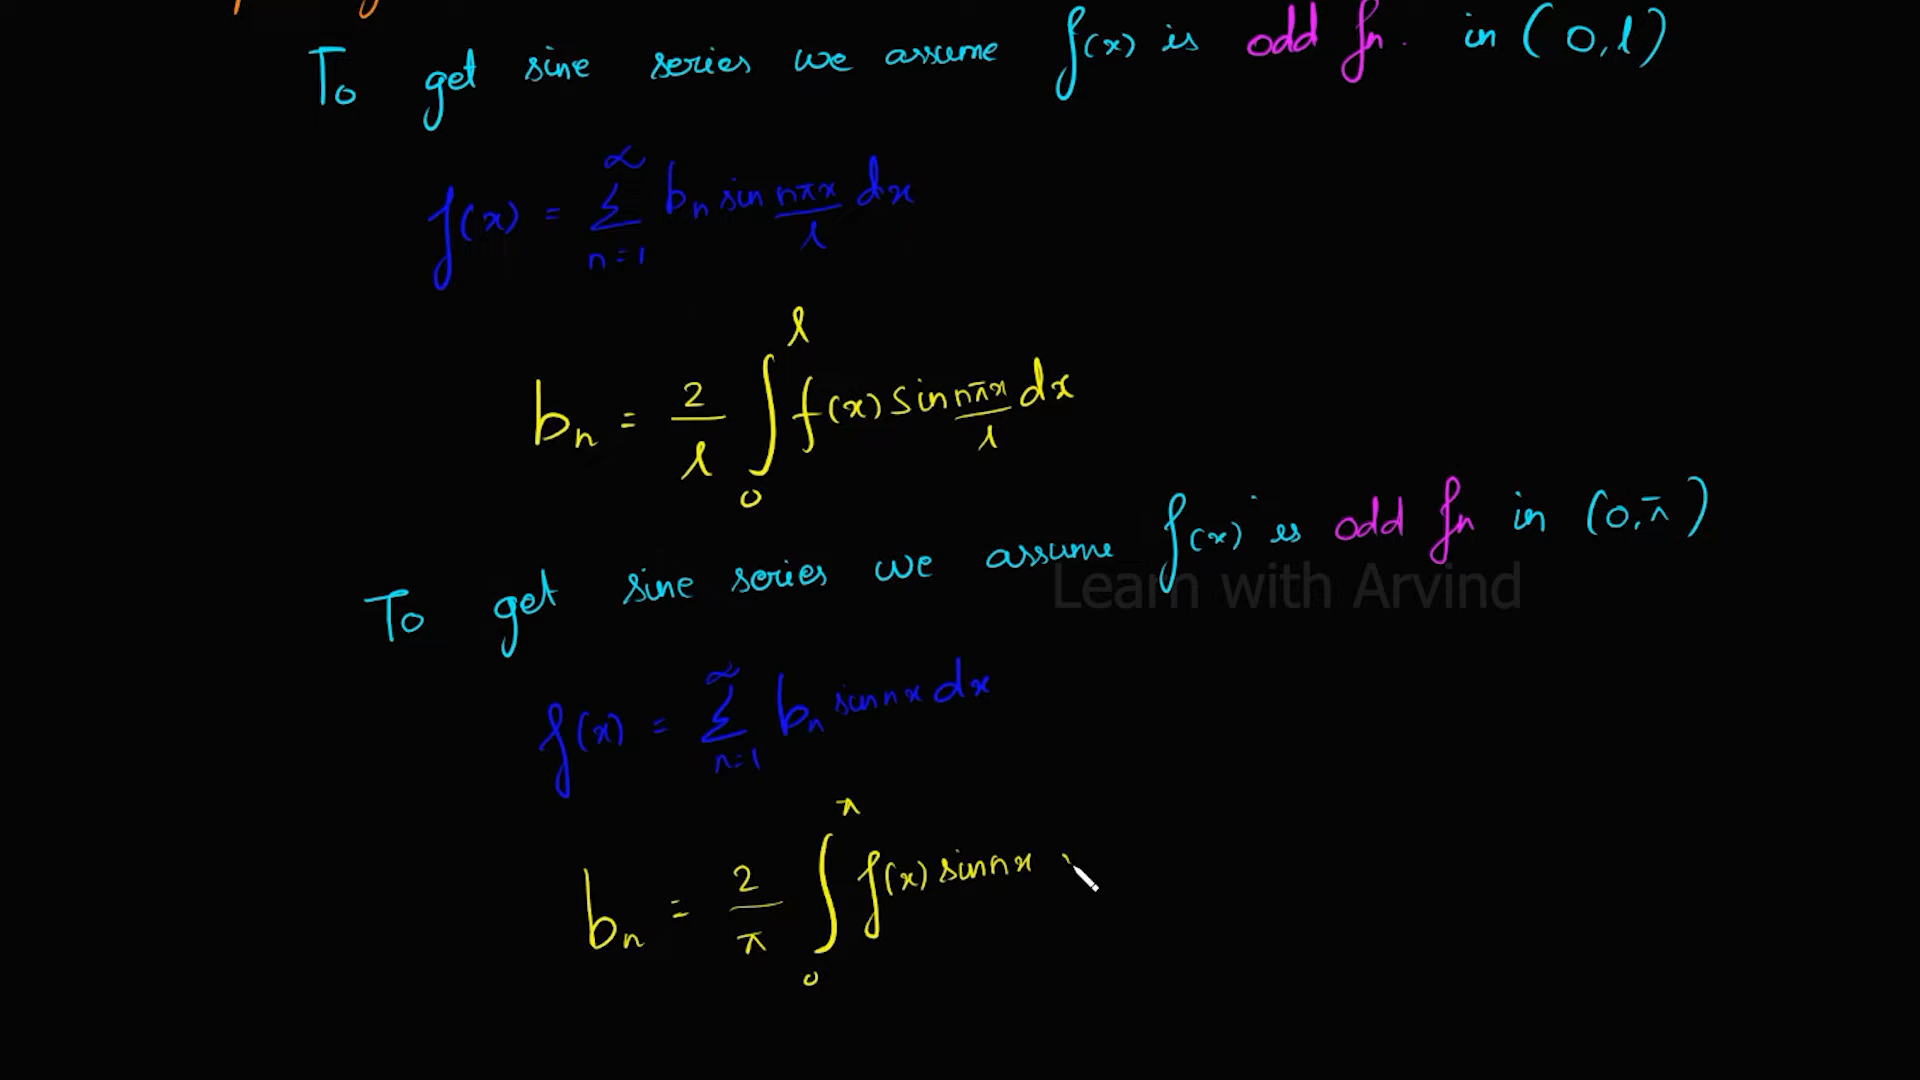 To get sine series we assume f(x) is odd fn. in (0,l)
f(x) = ∑_{n=1}^{∞} b_n sin nπx/l dx
b_n = 2/l ∫_0^l f(x) sin nπx/l dx
To get sine series we assume f(x) is odd fn in (0,π)
Learn with Arvind
f(x) = ∑_{n=1}^{∞} b_n sin nx dx
b_n = 2/π ∫_0^π f(x) sin nx